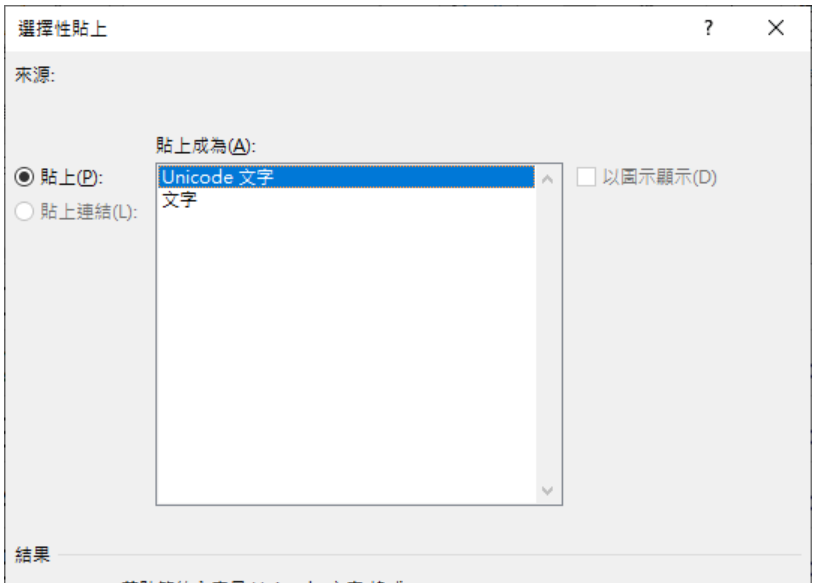 選擇性貼上
?
來源:
貼上成為(A):
貼上(P):
Unicode 文字
以圖示顯示(D)
貼上連結(L):
文字
結果